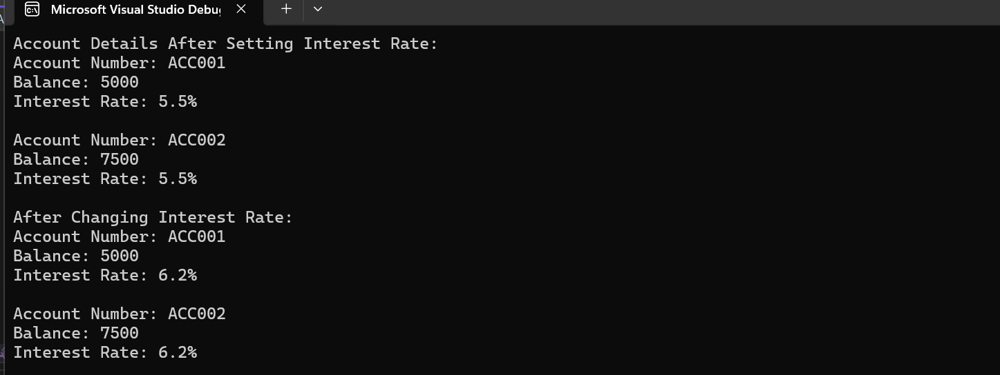 Microsoft Visual Studio Debu
Account Details After Setting Interest Rate:
Account Number: ACC001
Balance: 5000
Interest Rate: 5.5%
Account Number: ACC002
Balance: 7500
Interest Rate: 5.5%
After Changing Interest Rate:
Account Number: ACC001
Balance: 5000
Interest Rate: 6.2%
Account Number: ACC002
Balance: 7500
Interest Rate: 6.2%